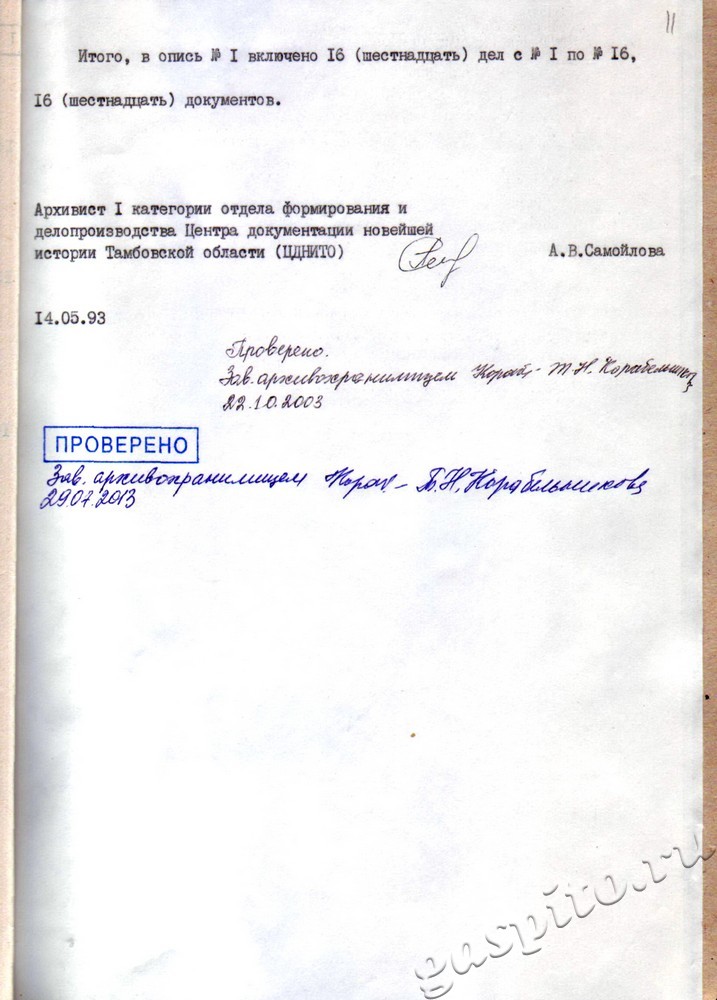 11
Итого, в опись № I включено I6 (шестнадцать) дел с № I по № I6,
I6 (шестнадцать) документов.
Архивист I категории отдела формирования и
делопроизводства Центра документации новейшей
истории Тамбовской области (ЦДНИТО) А.В.Самойлова
I4.05.93
Проверено.
Зав. архивохранилищем Т.Н. Корабельникова
22.10.2003
ПРОВЕРЕНО
Зав. архивохранилищем Т.Н. Корабельникова
29.07.2013
gaspito.ru